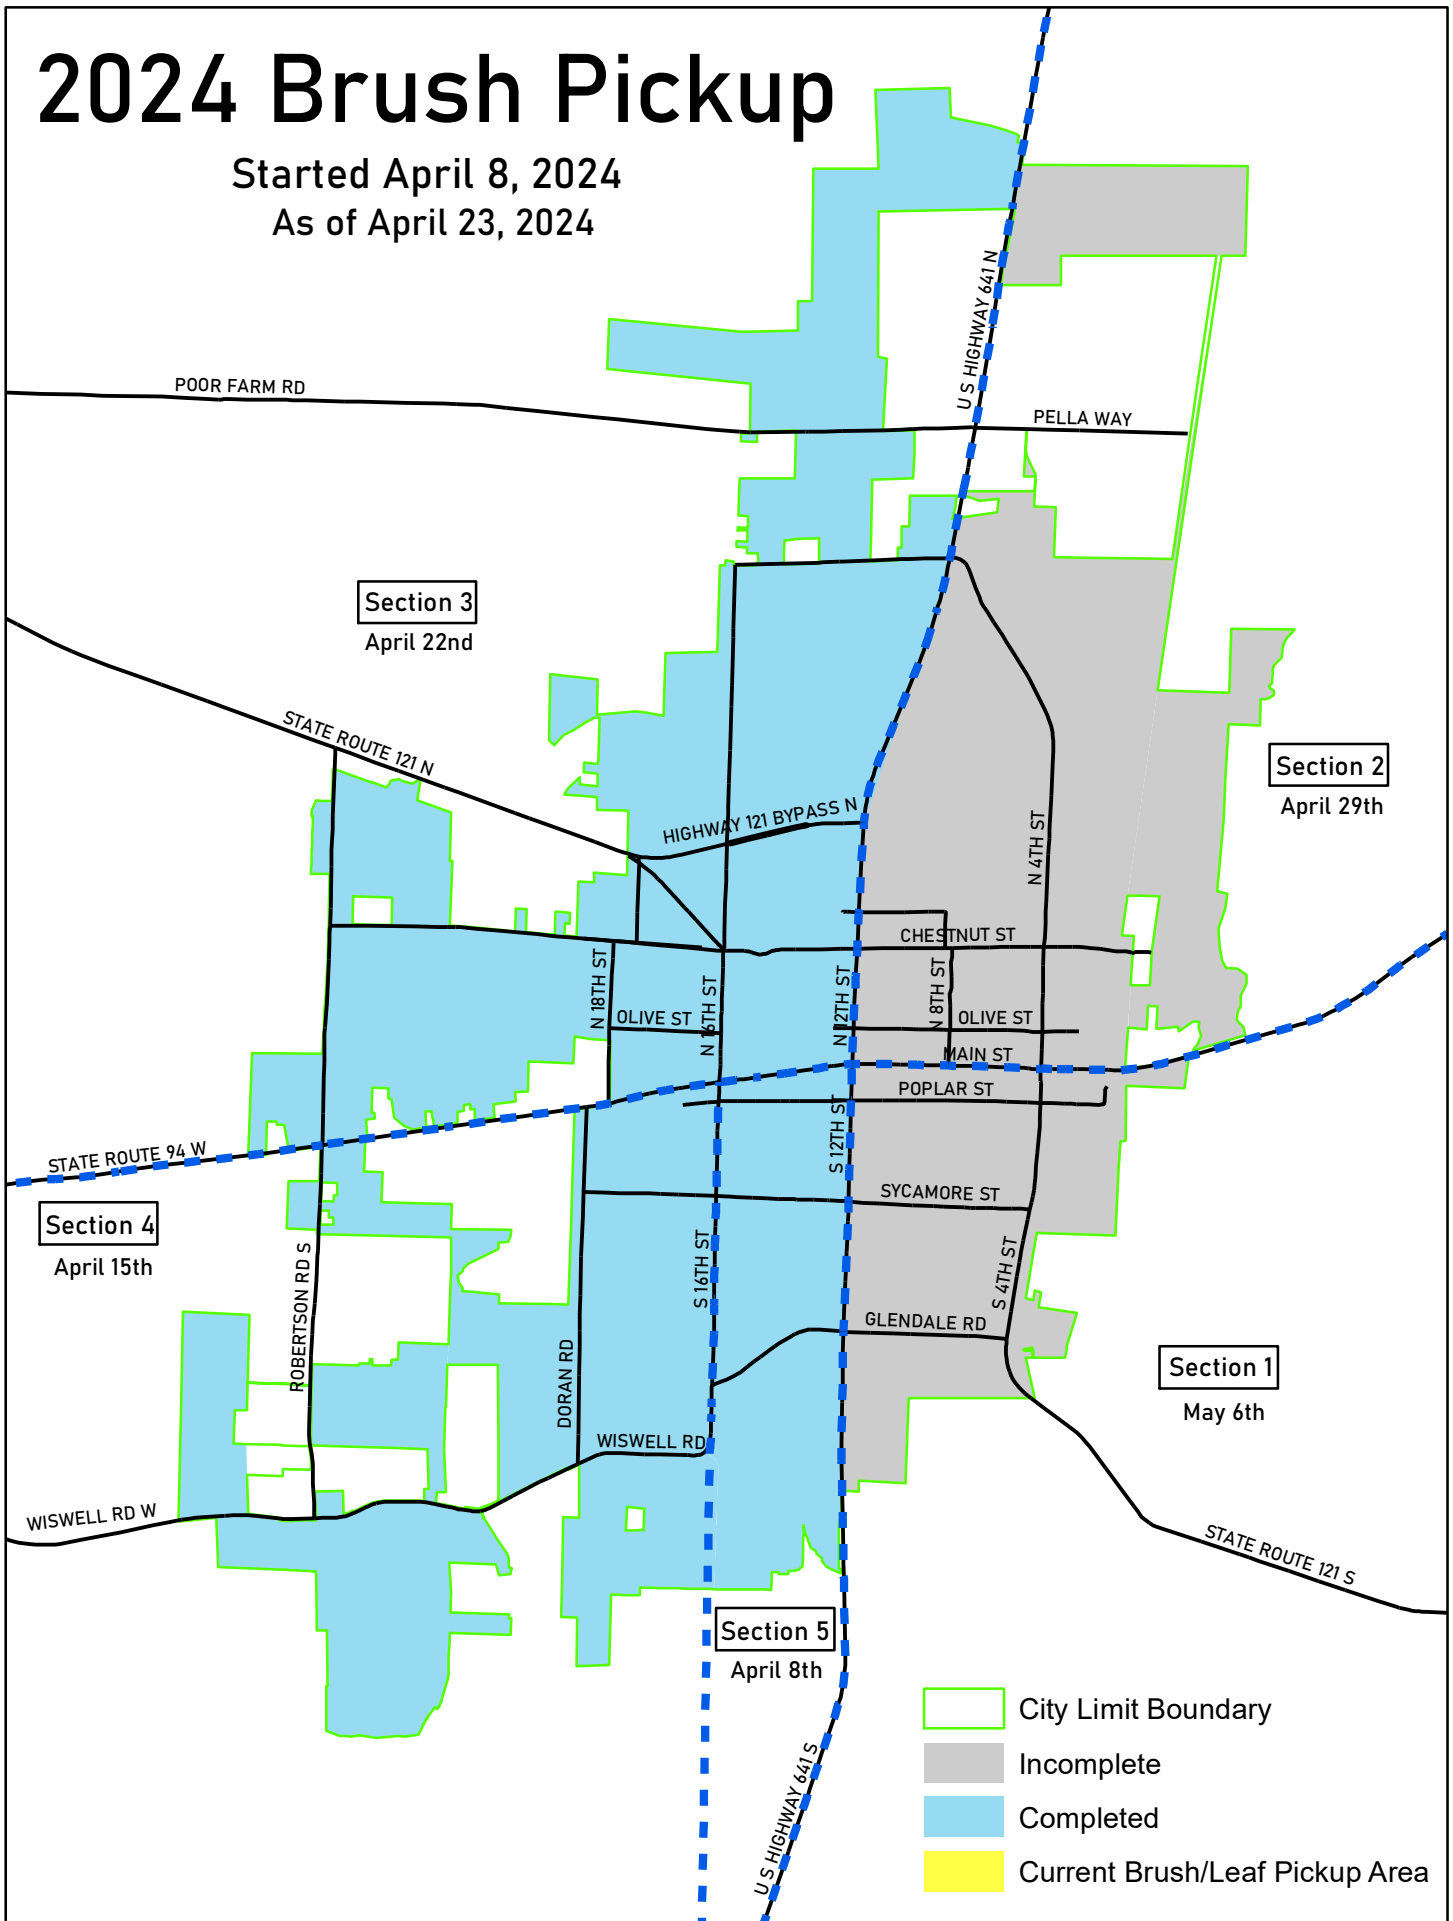 2024 Brush Pickup
Started April 8, 2024
As of April 23, 2024
U S HIGHWAY 641 N
POOR FARM RD
PELLA WAY
Section 3
April 22nd
STATE ROUTE 121 N
Section 2
April 29th
HIGHWAY 121 BYPASS N
N 4TH ST
CHESTNUT ST
N 18TH ST
N 16TH ST
N 12TH ST
N 8TH ST
OLIVE ST
OLIVE ST
MAIN ST
POPLAR ST
STATE ROUTE 94 W
S 12TH ST
SYCAMORE ST
Section 4
April 15th
ROBERTSON RD S
S 16TH ST
S 4TH ST
GLENDALE RD
DORAN RD
Section 1
May 6th
WISWELL RD
WISWELL RD W
STATE ROUTE 121 S
Section 5
April 8th
U S HIGHWAY 641 S
City Limit Boundary
Incomplete
Completed
Current Brush/Leaf Pickup Area